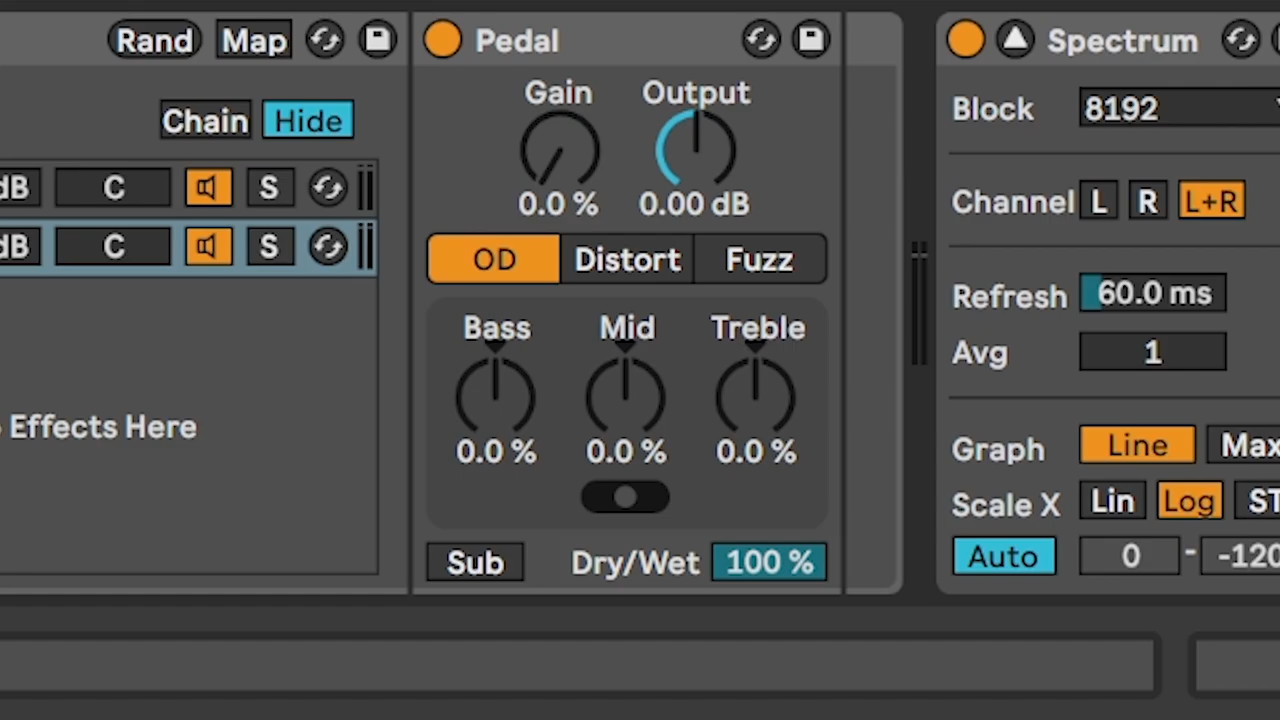 Rand Map
Chain Hide
dB C S
dB C S
Effects Here
Pedal
Gain Output
0.0 % 0.00 dB
OD Distort Fuzz
Bass Mid Treble
0.0 % 0.0 % 0.0 %
Sub Dry/Wet 100 %
Spectrum
Block 8192
Channel L R L+R
Refresh 60.0 ms
Avg 1
Graph Line Max
Scale X Lin Log ST
Auto 0 - -120